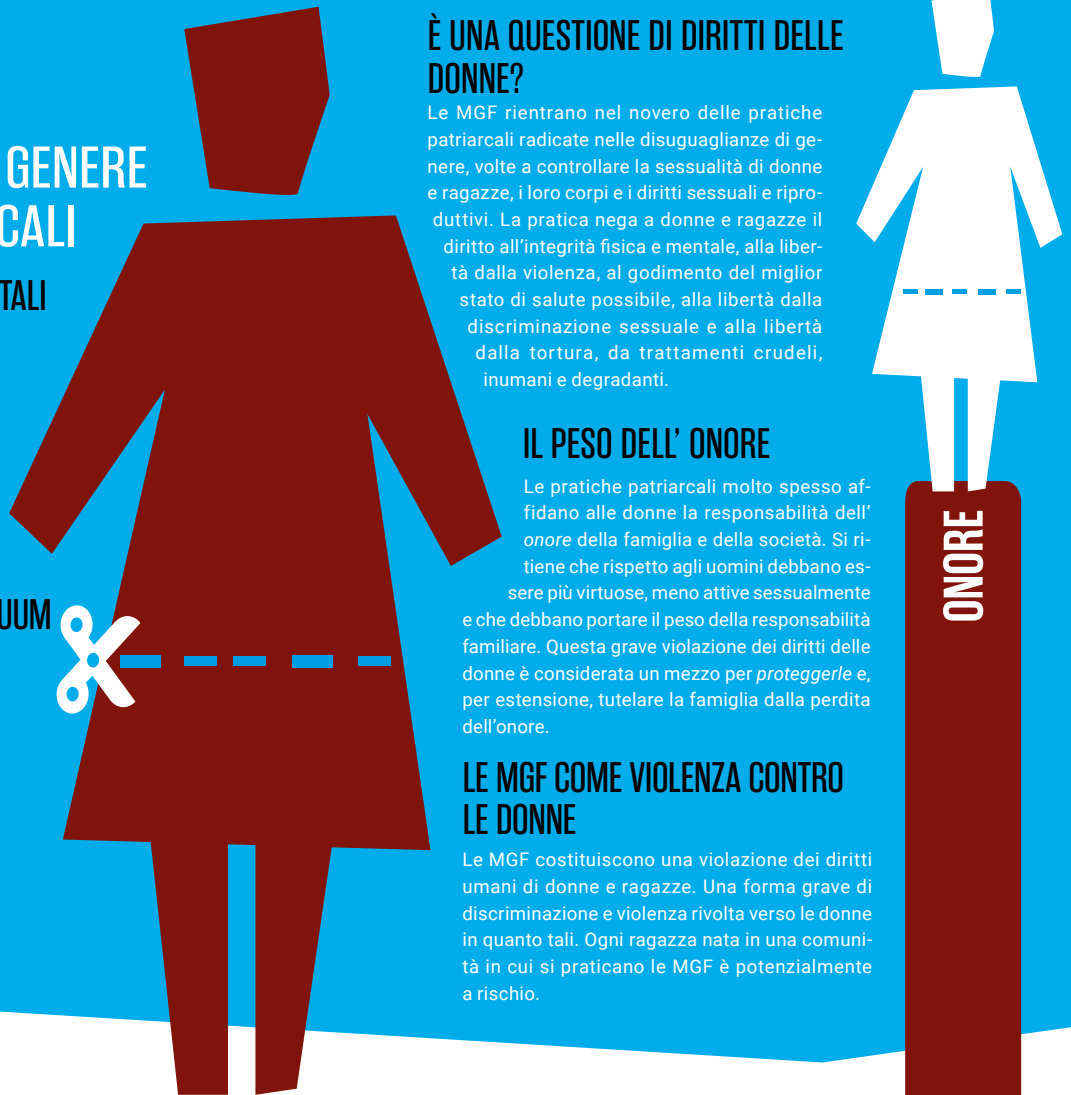 GENERE
CALI
TALI
UUM
È UNA QUESTIONE DI DIRITTI DELLE
DONNE?
Le MGF rientrano nel novero delle pratiche
patriarcali radicate nelle disuguaglianze di ge-
nere, volte a controllare la sessualità di donne
e ragazze, i loro corpi e i diritti sessuali e ripro-
duttivi. La pratica nega a donne e ragazze il
diritto all'integrità fisica e mentale, alla liber-
tà dalla violenza, al godimento del miglior
stato di salute possibile, alla libertà dalla
discriminazione sessuale e alla libertà
dalla tortura, da trattamenti crudeli,
inumani e degradanti.
IL PESO DELL' ONORE
Le pratiche patriarcali molto spesso af-
fidano alle donne la responsabilità dell'
onore della famiglia e della società. Si ri-
tiene che rispetto agli uomini debbano es-
sere più virtuose, meno attive sessualmente
e che debbano portare il peso della responsabilità
familiare. Questa grave violazione dei diritti delle
donne è considerata un mezzo per proteggerle e,
per estensione, tutelare la famiglia dalla perdita
dell'onore.
LE MGF COME VIOLENZA CONTRO
LE DONNE
Le MGF costituiscono una violazione dei diritti
umani di donne e ragazze. Una forma grave di
discriminazione e violenza rivolta verso le donne
in quanto tali. Ogni ragazza nata in una comuni-
tà in cui si praticano le MGF è potenzialmente
a rischio.
ONORE